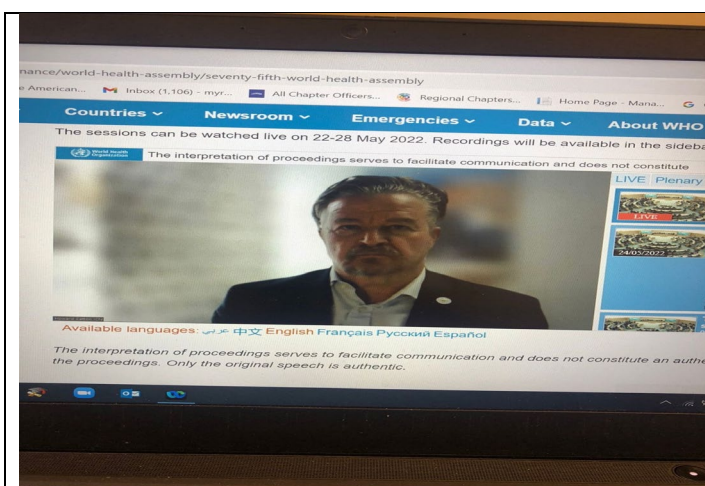 nance/world-health-assembly/seventy-fifth-world-health-assembly
American... Inbox (1,106) - myr... All Chapter Officers... Regional Chapters... Home Page - Maria...
Countries Newsroom Emergencies Data About WHO
The sessions can be watched live on 22-28 May 2022. Recordings will be available in the sideba
World Health Organization The interpretation of proceedings serves to facilitate communication and does not constitute
LIVE Plenary
LIVE
24/05/2022
Available languages: عربي 中文 English Français Русский Español
The interpretation of proceedings serves to facilitate communication and does not constitute an authe
the proceedings. Only the original speech is authentic.